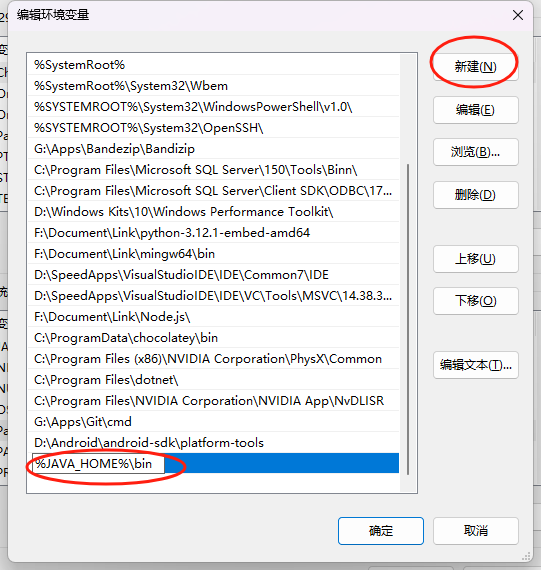 编辑环境变量
%SystemRoot%
%SystemRoot%\System32\Wbem
%SYSTEMROOT%\System32\WindowsPowerShell\v1.0\
%SYSTEMROOT%\System32\OpenSSH\
G:\Apps\Bandezip\Bandizip
C:\Program Files\Microsoft SQL Server\150\Tools\Binn\
C:\Program Files\Microsoft SQL Server\Client SDK\ODBC\17...
D:\Windows Kits\10\Windows Performance Toolkit\
F:\Document\Link\python-3.12.1-embed-amd64
F:\Document\Link\mingw64\bin
D:\SpeedApps\VisualStudioIDE\IDE\Common7\IDE
D:\SpeedApps\VisualStudioIDE\IDE\VC\Tools\MSVC\14.38.3...
F:\Document\Link\Node.js\
C:\ProgramData\chocolatey\bin
C:\Program Files (x86)\NVIDIA Corporation\PhysX\Common
C:\Program Files\dotnet\
C:\Program Files\NVIDIA Corporation\NVIDIA App\NvDLISR
G:\Apps\Git\cmd
D:\Android\android-sdk\platform-tools
%JAVA_HOME%\bin
新建(N)
编辑(E)
浏览(B)...
删除(D)
上移(U)
下移(O)
编辑文本(T)...
确定
取消